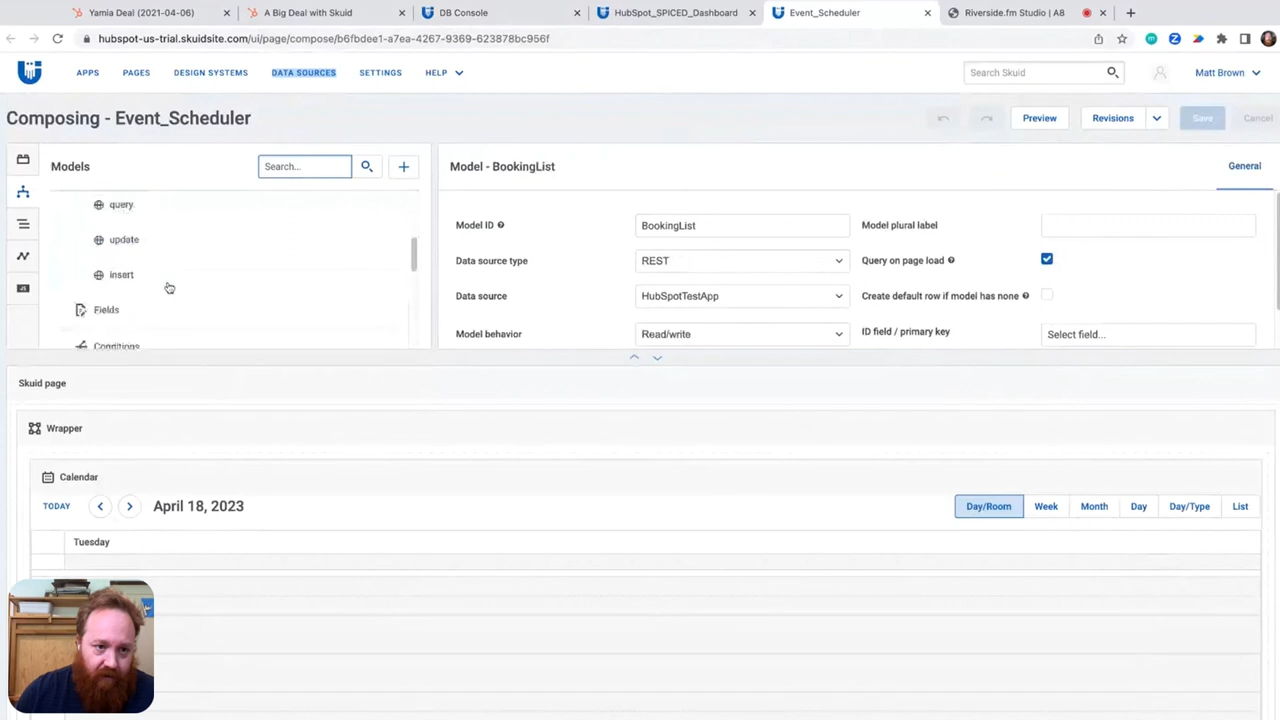 Yamia Deal (2021-04-06)
A Big Deal with Skuid
DB Console
HubSpot_SPICED_Dashboard
Event_Scheduler
Riverside.fm Studio | A8
hubspot-us-trial.skuidsite.com/ui/page/compose/b6fbdee1-a7ea-4267-9369-623878bc956f
APPS PAGES DESIGN SYSTEMS DATA SOURCES SETTINGS HELP
Search Skuid
Matt Brown
Composing - Event_Scheduler
Preview
Revisions
Save
Cancel
Models
Search...
query
update
insert
Fields
Conditions
Model - BookingList
General
Model ID
BookingList
Model plural label
Data source type
REST
Query on page load
Data source
HubSpotTestApp
Create default row if model has none
Model behavior
Read/write
ID field / primary key
Select field...
Skuid page
Wrapper
Calendar
TODAY
April 18, 2023
Day/Room Week Month Day Day/Type List
Tuesday